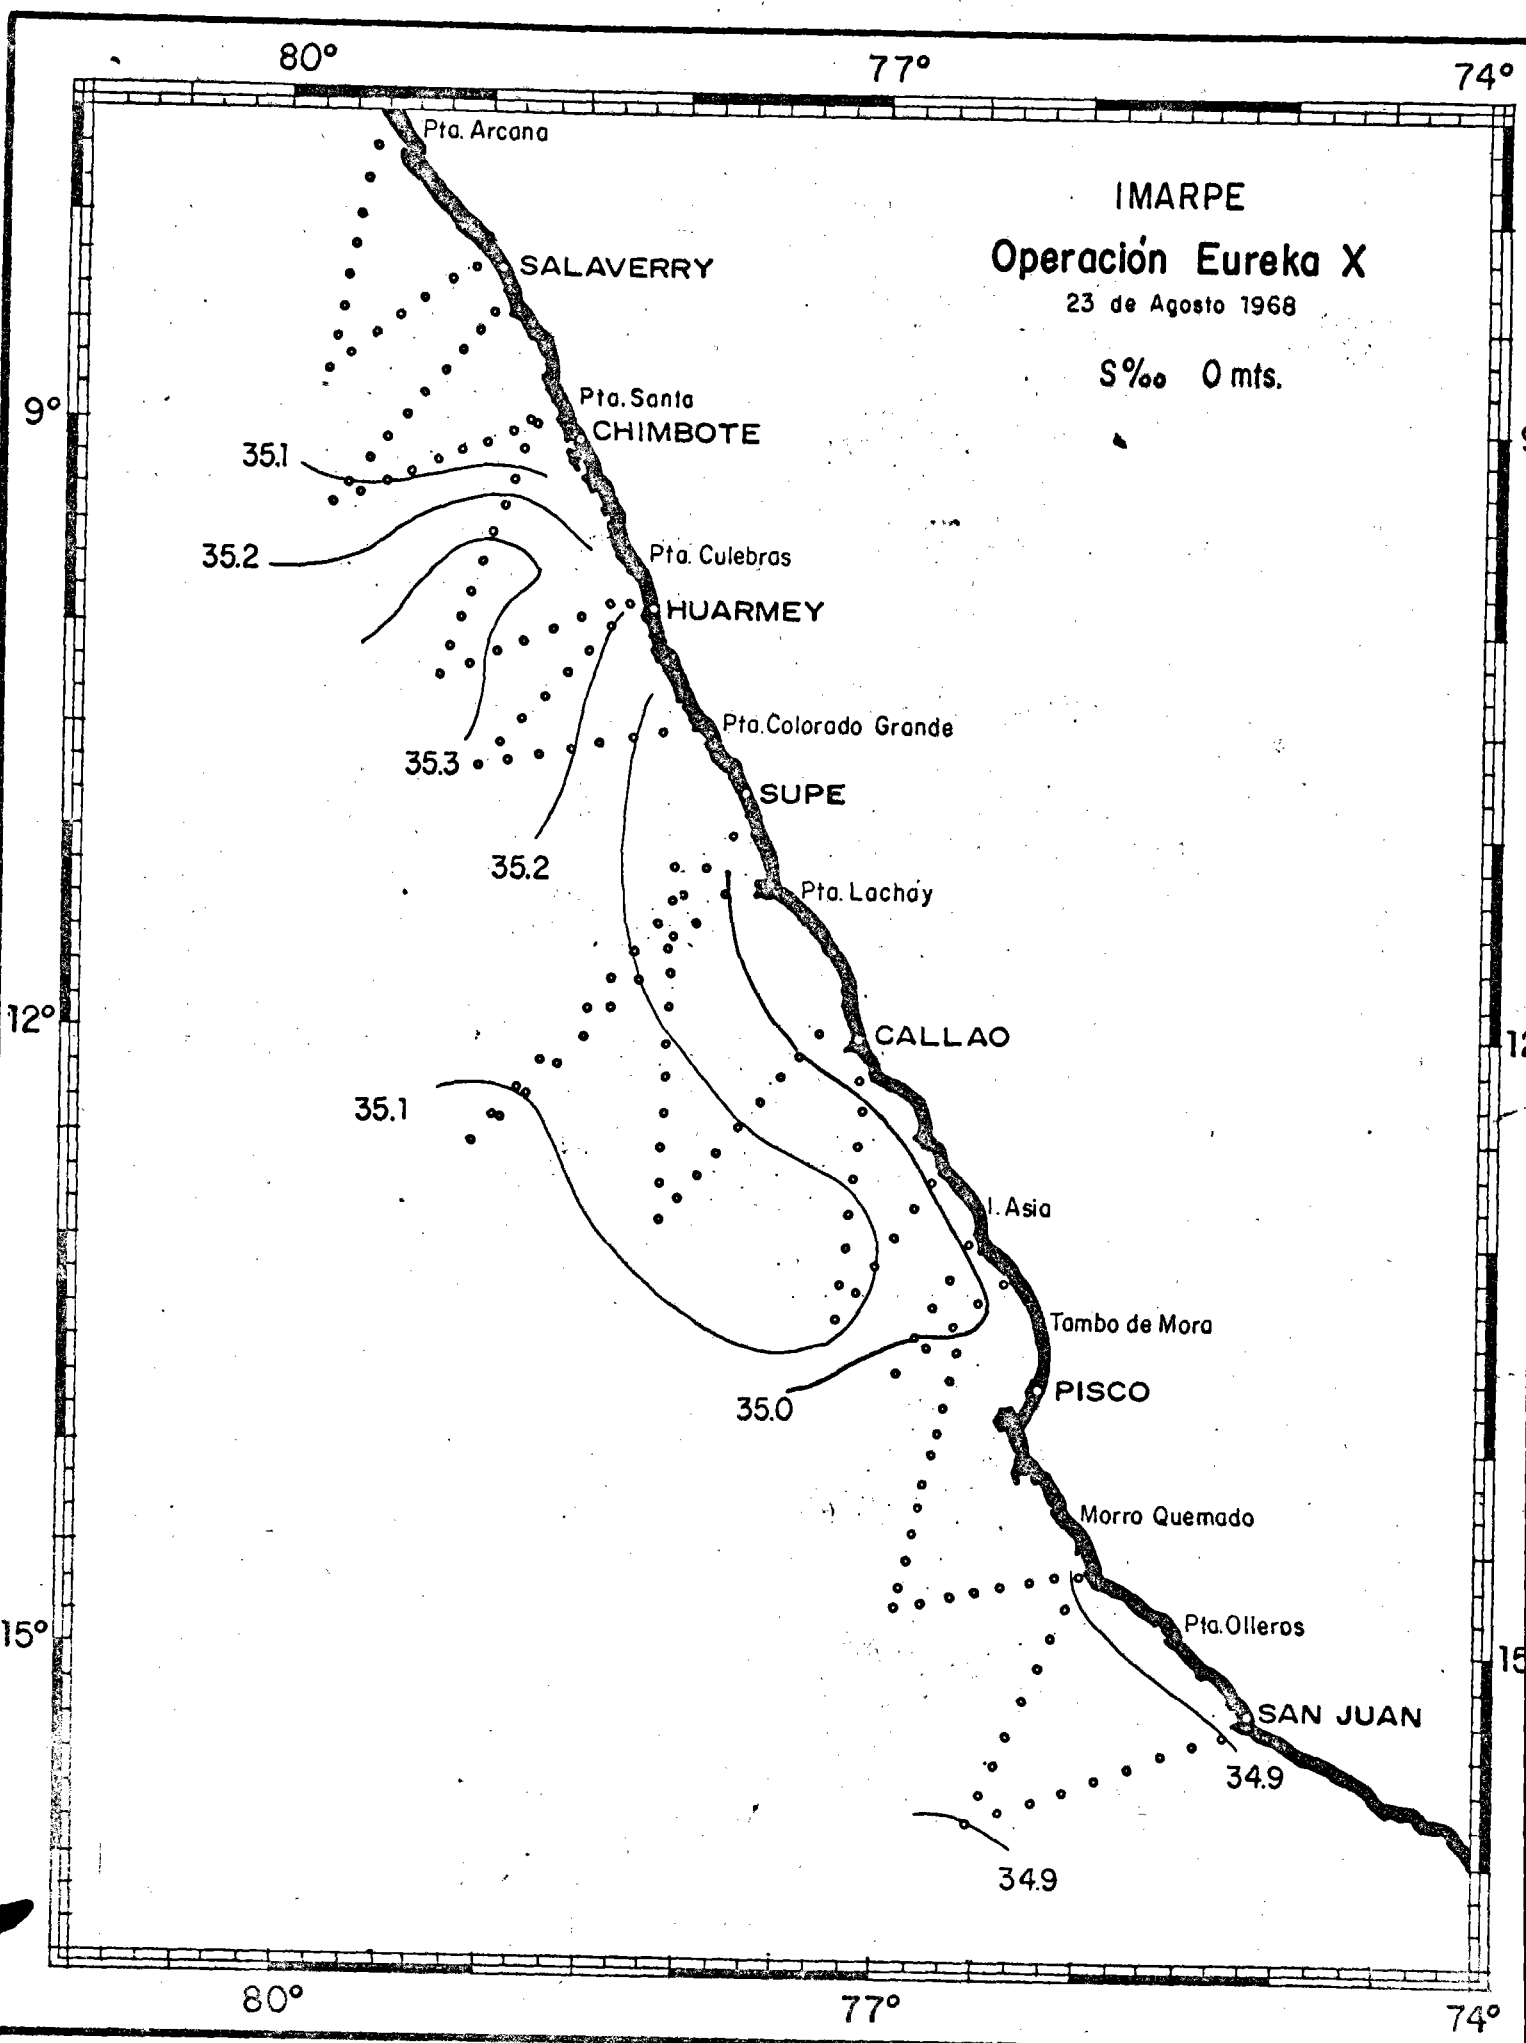 80° 77° 74°
Pta. Arcana
IMARPE
Operación Eureka X
23 de Agosto 1968
S‰ 0 mts.
SALAVERRY
9°
Pta. Santa
CHIMBOTE
35.1
35.2
Pta. Culebras
HUARMEY
Pta. Colorado Grande
35.3
SUPE
35.2
Pta. Lachay
12°
CALLAO
12
35.1
I. Asia
Tambo de Mora
PISCO
35.0
Morro Quemado
15°
Pta. Olleros
15
SAN JUAN
34.9
34.9
80° 77° 74°